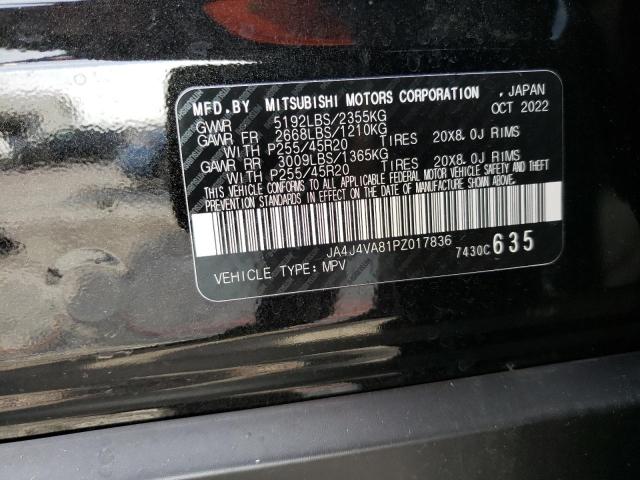 MFD.BY MITSUBISHI MOTORS CORPORATION , JAPAN
GVWR 5192LBS/2355KG OCT 2022
GAWR FR 2668LBS/1210KG
WITH P255/45R20 TIRES 20X8.0J RIMS
GAWR RR 3009LBS/1365KG
WITH P255/45R20 TIRES 20X8.0J RIMS
THIS VEHICLE CONFORMS TO ALL APPLICABLE FEDERAL MOTOR VEHICLE SAFETY AND THEFT
PREVENTION STANDARDS IN EFFECT ON THE DATE OF MANUFACTURE SHOWN ABOVE.
JA4J4VA81PZ017836
7430C635
VEHICLE TYPE: MPV